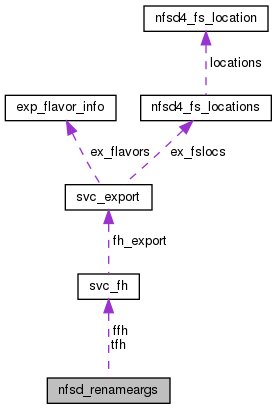 nfsd4_fs_location
locations
exp_flavor_info
nfsd4_fs_locations
ex_flavors
ex_fslocs
svc_export
fh_export
svc_fh
ffh
tfh
nfsd_renameargs